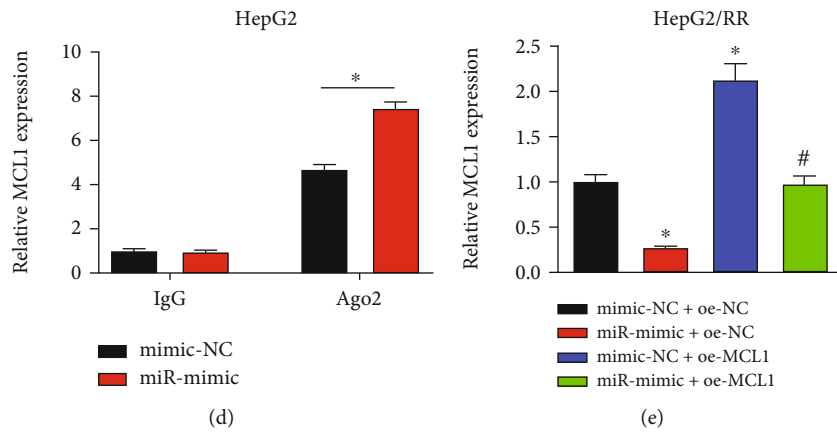 HepG2
Relative MCL1 expression
10
8
6
4
2
0
*
IgG
Ago2
mimic-NC
miR-mimic
(d)
HepG2/RR
Relative MCL1 expression
2.5
2.0
1.5
1.0
0.5
0.0
*
*
#
mimic-NC + oe-NC
miR-mimic + oe-NC
mimic-NC + oe-MCL1
miR-mimic + oe-MCL1
(e)